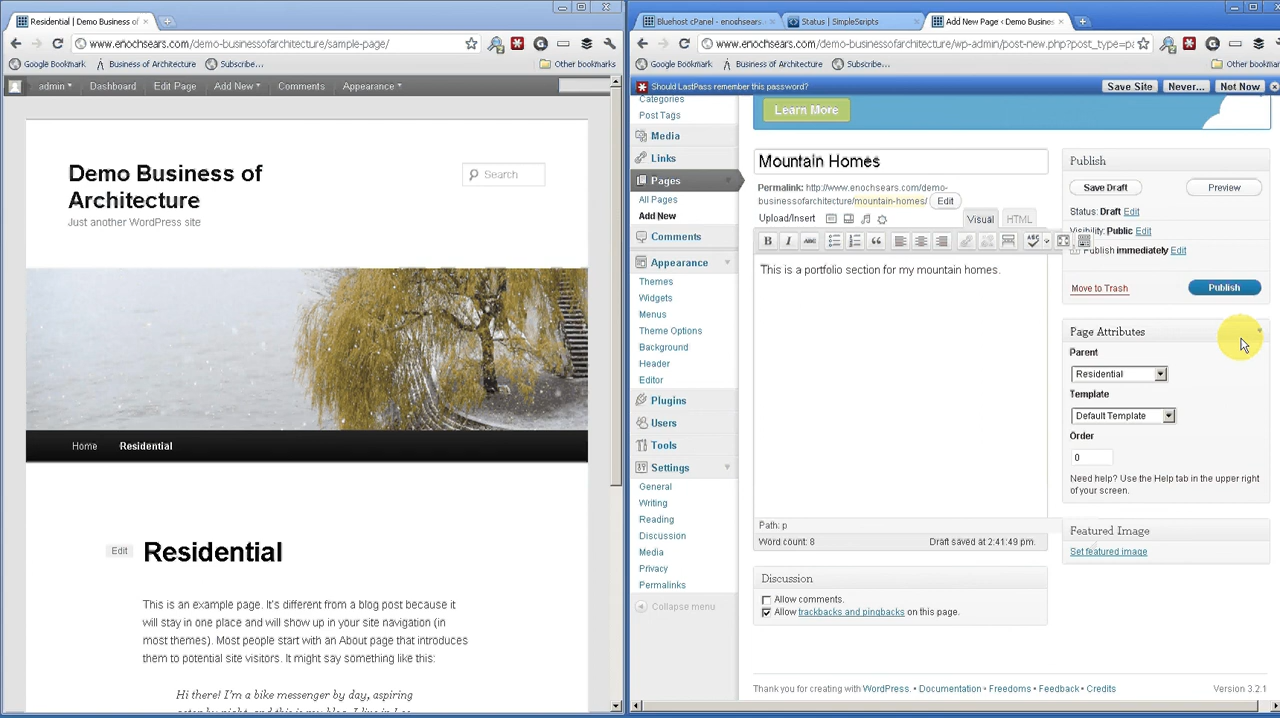 Residential | Demo Business of
www.enochsears.com/demo-businessofarchitecture/sample-page/
Google Bookmark
Business of Architecture
Subscribe...
Other bookmarks
admin
Dashboard
Edit Page
Add New
Comments
Appearance
Demo Business of
Architecture
Just another WordPress site
Search
Home
Residential
Edit
Residential
This is an example page. It's different from a blog post because it
will stay in one place and will show up in your site navigation (in
most themes). Most people start with an About page that introduces
them to potential site visitors. It might say something like this:
Hi there! I'm a bike messenger by day, aspiring
Bluehost cPanel - enochsears.
Status | SimpleScripts
Add New Page ‹ Demo Busines
www.enochsears.com/demo-businessofarchitecture/wp-admin/post-new.php?post_type=pa
Google Bookmark
Business of Architecture
Subscribe...
Other bookm
Should LastPass remember this password?
Save Site
Never...
Not Now
Categories
Post Tags
Media
Links
Pages
All Pages
Add New
Comments
Appearance
Themes
Widgets
Menus
Theme Options
Background
Header
Editor
Plugins
Users
Tools
Settings
General
Writing
Reading
Discussion
Media
Privacy
Permalinks
Collapse menu
Learn More
Mountain Homes
Permalink: http://www.enochsears.com/demo-
businessofarchitecture/mountain-homes/ Edit
Upload/Insert
Visual
HTML
B I ABC
ABC
This is a portfolio section for my mountain homes.
Path: p
Word count: 8
Draft saved at 2:41:49 pm.
Discussion
Allow comments.
Allow trackbacks and pingbacks on this page.
Publish
Save Draft
Preview
Status: Draft Edit
Visibility: Public Edit
Publish immediately Edit
Move to Trash
Publish
Page Attributes
Parent
Residential
Template
Default Template
Order
0
Need help? Use the Help tab in the upper right
of your screen.
Featured Image
Set featured image
Thank you for creating with WordPress. • Documentation • Freedoms • Feedback • Credits
Version 3.2.1